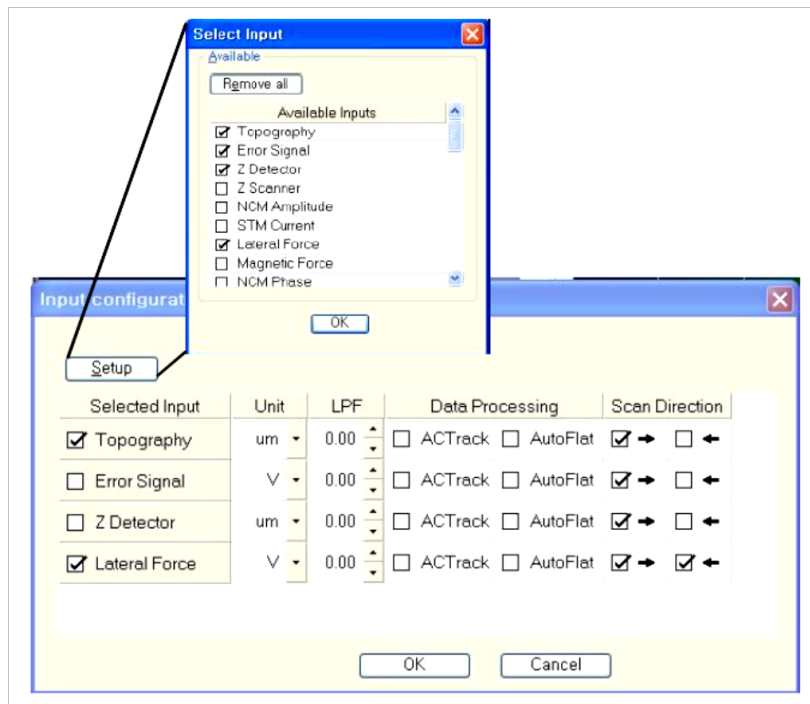 Select Input
Available
Remove all
Available Inputs
Topography
Error Signal
Z Detector
Z Scanner
NCM Amplitude
STM Current
Lateral Force
Magnetic Force
NCM Phase
OK
Input configurat
Setup
Selected Input Unit LPF Data Processing Scan Direction
Topography um 0.00 ACTrack AutoFlat
Error Signal V 0.00 ACTrack AutoFlat
Z Detector um 0.00 ACTrack AutoFlat
Lateral Force V 0.00 ACTrack AutoFlat
OK Cancel